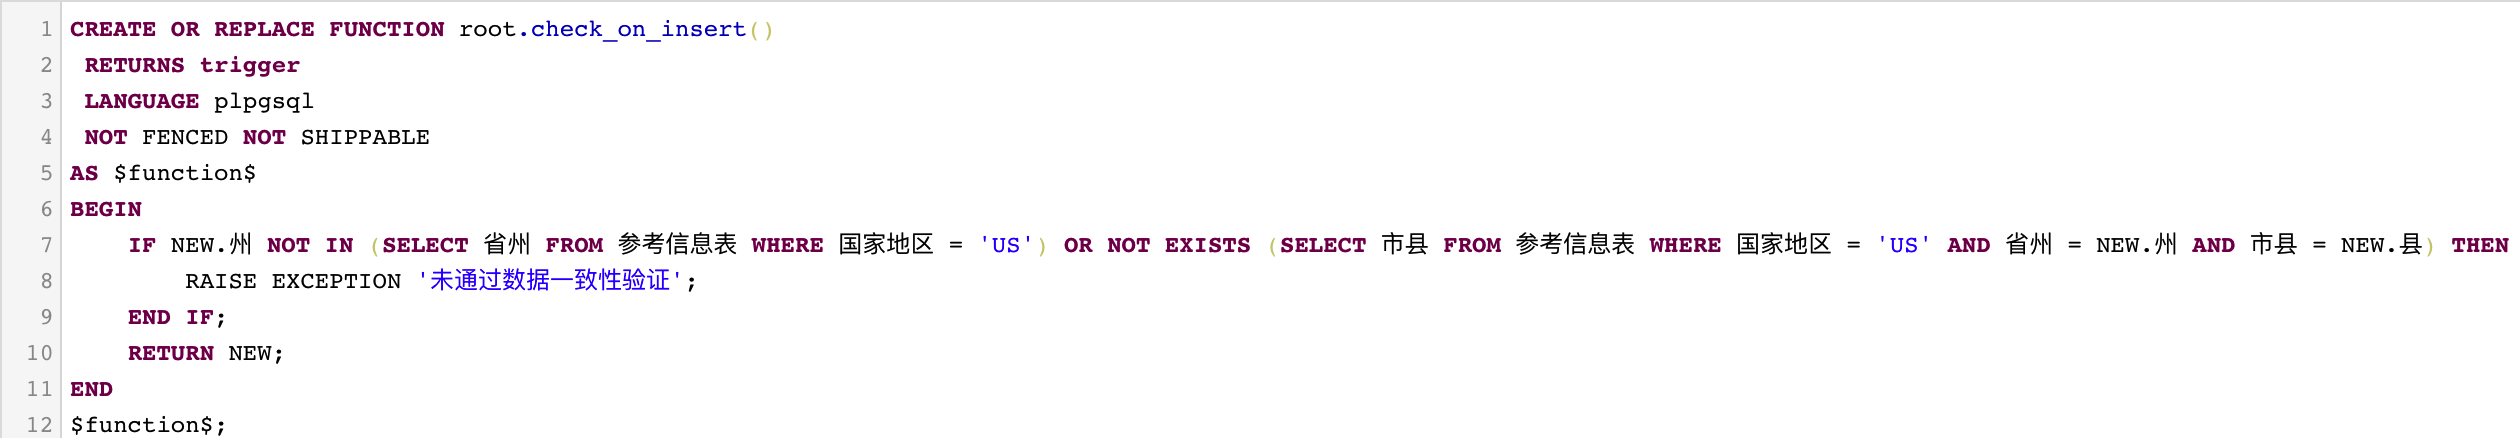 1 CREATE OR REPLACE FUNCTION root.check_on_insert()
2 RETURNS trigger
3 LANGUAGE plpgsql
4 NOT FENCED NOT SHIPPABLE
5 AS $function$
6 BEGIN
7 IF NEW.州 NOT IN (SELECT 省州 FROM 参考信息表 WHERE 国家地区 = 'US') OR NOT EXISTS (SELECT 市县 FROM 参考信息表 WHERE 国家地区 = 'US' AND 省州 = NEW.州 AND 市县 = NEW.县) THEN
8 RAISE EXCEPTION '未通过数据一致性验证';
9 END IF;
10 RETURN NEW;
11 END
12 $function$;